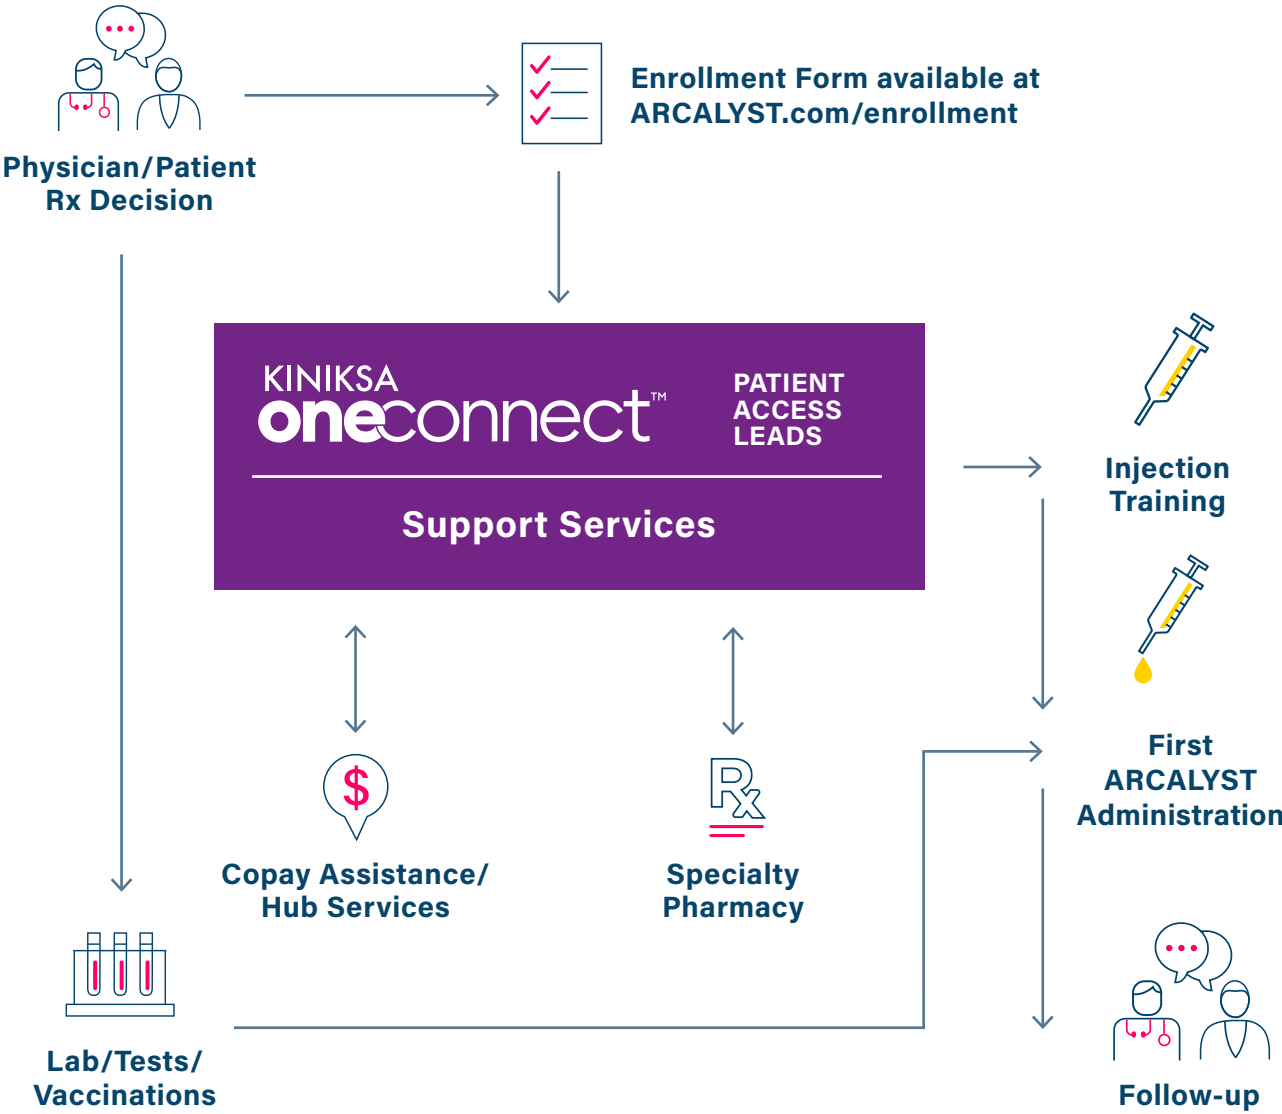 Enrollment Form available at
ARCALYST.com/enrollment
Physician/Patient
Rx Decision
KINIKSA
oneconnect™
PATIENT
ACCESS
LEADS
Support Services
Injection
Training
$
Rx
Copay Assistance/
Hub Services
Specialty
Pharmacy
First
ARCALYST
Administration
Lab/Tests/
Vaccinations
Follow-up